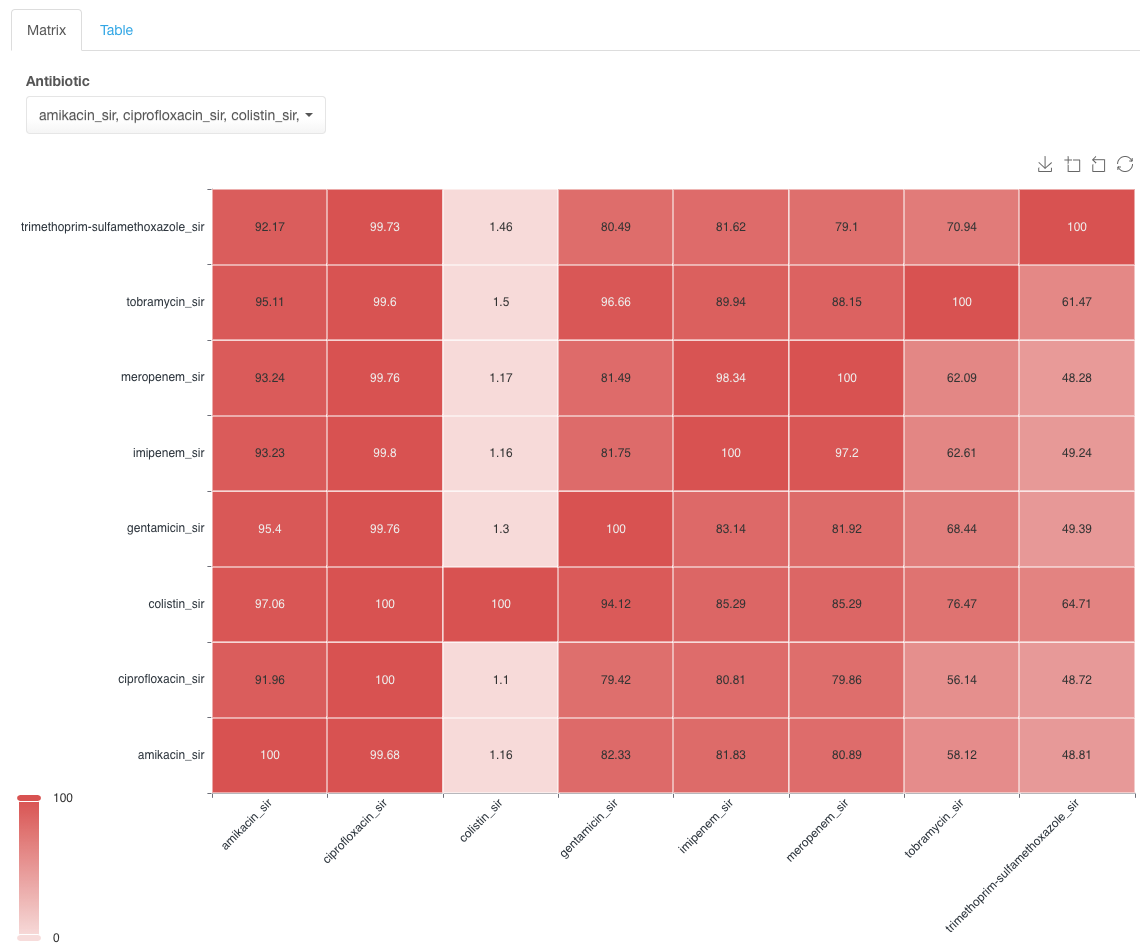 Matrix Table
Antibiotic
amikacin_sir, ciprofloxacin_sir, colistin_sir,
trimethoprim-sulfamethoxazole_sir 92.17 99.73 1.46 80.49 81.62 79.1 70.94 100
tobramycin_sir 95.11 99.6 1.5 96.66 89.94 88.15 100 61.47
meropenem_sir 93.24 99.76 1.17 81.49 98.34 100 62.09 48.28
imipenem_sir 93.23 99.8 1.16 81.75 100 97.2 62.61 49.24
gentamicin_sir 95.4 99.76 1.3 100 83.14 81.92 68.44 49.39
colistin_sir 97.06 100 100 94.12 85.29 85.29 76.47 64.71
ciprofloxacin_sir 91.96 100 1.1 79.42 80.81 79.86 56.14 48.72
amikacin_sir 100 99.68 1.16 82.33 81.83 80.89 58.12 48.81
amikacin_sir ciprofloxacin_sir colistin_sir gentamicin_sir imipenem_sir meropenem_sir tobramycin_sir trimethoprim-sulfamethoxazole_sir
100
0